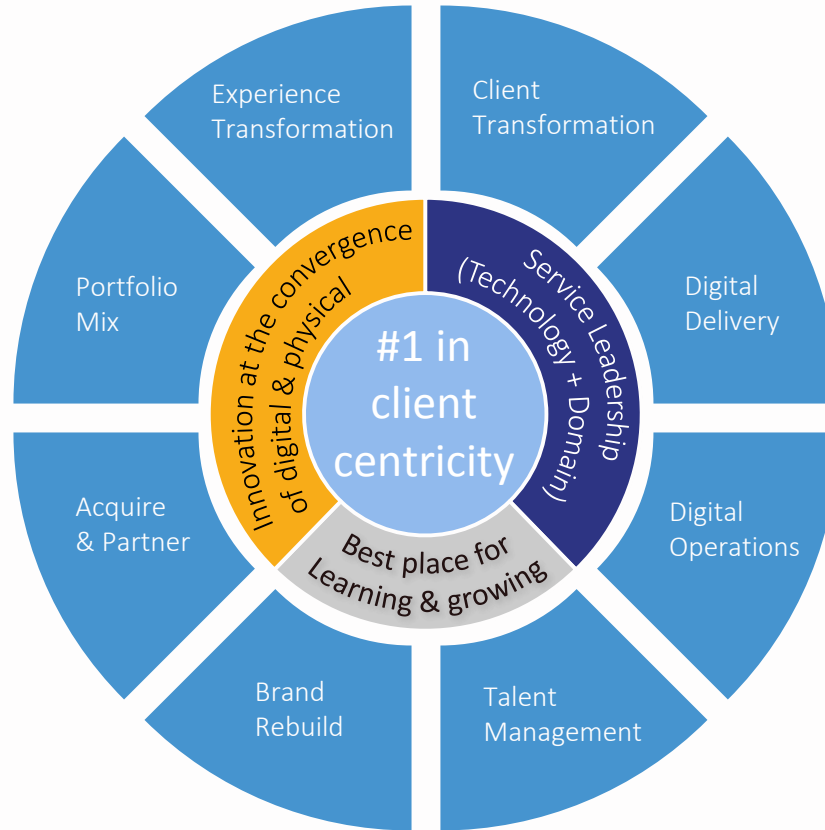 Experience
Transformation
Client
Transformation
Portfolio
Mix
Digital
Delivery
Innovation at the convergence
of digital & physical
Service Leadership
(Technology + Domain)
#1 in
client
centricity
Best place for
Learning & growing
Acquire
& Partner
Digital
Operations
Brand
Rebuild
Talent
Management